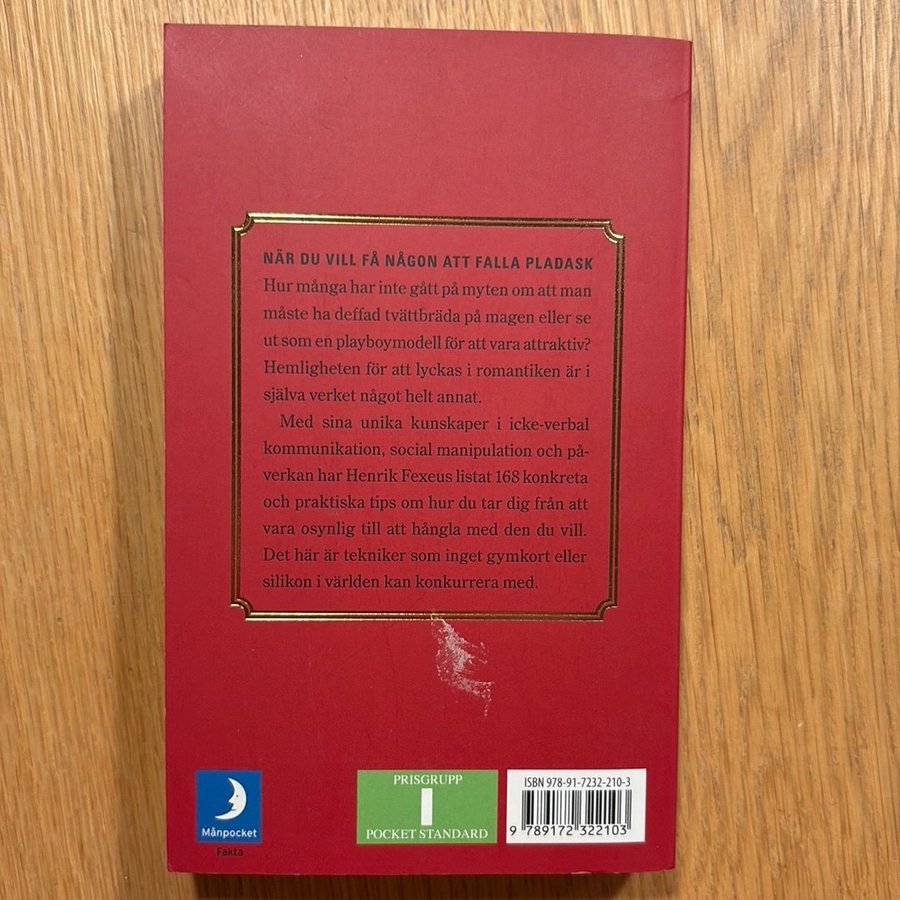 NÄR DU VILL FÅ NÅGON ATT FALLA PLADASK
Hur många har inte gått på myten om att man
måste ha deffad tvättbräda på magen eller se
ut som en playboymodell för att vara attraktiv?
Hemligheten för att lyckas i romantiken är i
själva verket något helt annat.
Med sina unika kunskaper i icke-verbal
kommunikation, social manipulation och på-
verkan har Henrik Fexeus listat 168 konkreta
och praktiska tips om hur du tar dig från att
vara osynlig till att hångla med den du vill.
Det här är tekniker som inget gymkort eller
silikon i världen kan konkurrera med.
Månpocket
Fakta
PRISGRUPP
1
POCKET STANDARD
ISBN 978-91-7232-210-3
9 789172 322103